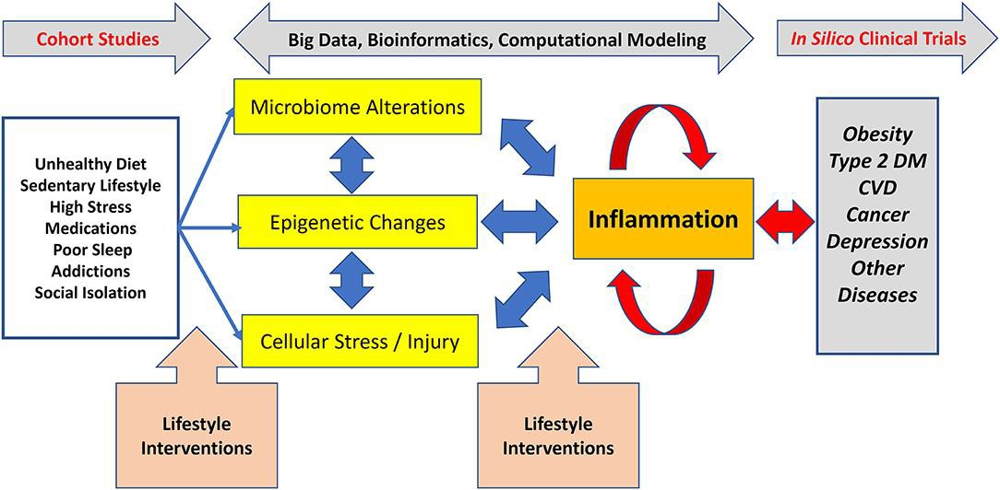 Cohort Studies
Big Data, Bioinformatics, Computational Modeling
In Silico Clinical Trials
Unhealthy Diet
Sedentary Lifestyle
High Stress
Medications
Poor Sleep
Addictions
Social Isolation
Microbiome Alterations
Epigenetic Changes
Cellular Stress / Injury
Inflammation
Obesity
Type 2 DM
CVD
Cancer
Depression
Other
Diseases
Lifestyle
Interventions
Lifestyle
Interventions